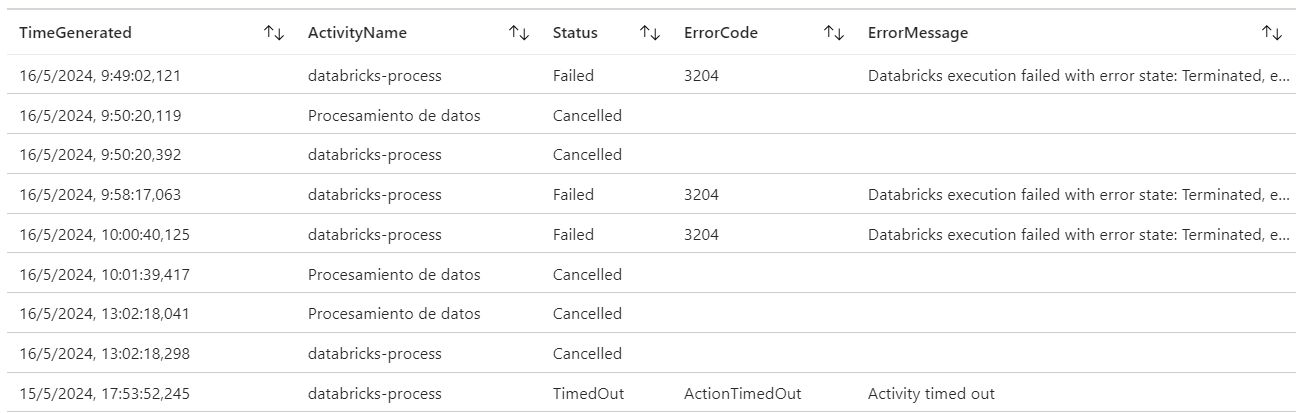 TimeGenerated ActivityName Status ErrorCode ErrorMessage
16/5/2024, 9:49:02,121 databricks-process Failed 3204 Databricks execution failed with error state: Terminated, e...
16/5/2024, 9:50:20,119 Procesamiento de datos Cancelled
16/5/2024, 9:50:20,392 databricks-process Cancelled
16/5/2024, 9:58:17,063 databricks-process Failed 3204 Databricks execution failed with error state: Terminated, e...
16/5/2024, 10:00:40,125 databricks-process Failed 3204 Databricks execution failed with error state: Terminated, e...
16/5/2024, 10:01:39,417 Procesamiento de datos Cancelled
16/5/2024, 13:02:18,041 Procesamiento de datos Cancelled
16/5/2024, 13:02:18,298 databricks-process Cancelled
15/5/2024, 17:53:52,245 databricks-process TimedOut ActionTimedOut Activity timed out